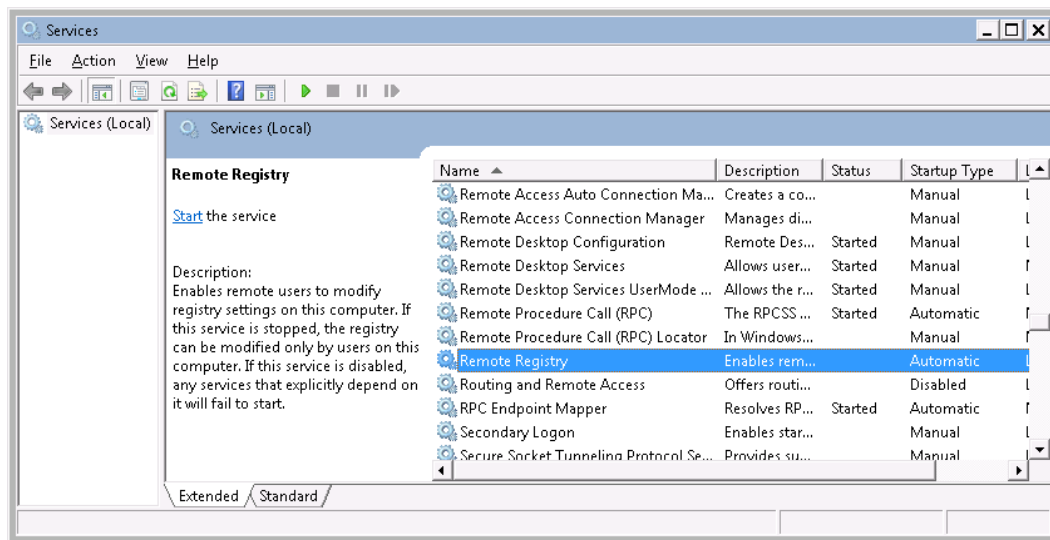 Services
File Action View Help
Services (Local)
Services (Local)
Remote Registry
Start the service
Description:
Enables remote users to modify
registry settings on this computer. If
this service is stopped, the registry
can be modified only by users on this
computer. If this service is disabled,
any services that explicitly depend on
it will fail to start.
Name Description Status Startup Type
Remote Access Auto Connection Ma... Creates a co... Manual
Remote Access Connection Manager Manages di... Manual
Remote Desktop Configuration Remote Des... Started Manual
Remote Desktop Services Allows user... Started Manual
Remote Desktop Services UserMode ... Allows the r... Started Manual
Remote Procedure Call (RPC) The RPCSS ... Started Automatic
Remote Procedure Call (RPC) Locator In Windows... Manual
Remote Registry Enables rem... Automatic
Routing and Remote Access Offers routi... Disabled
RPC Endpoint Mapper Resolves RP... Started Automatic
Secondary Logon Enables star... Manual
Secure Socket Tunneling Protocol Se... Provides su... Manual
Extended Standard